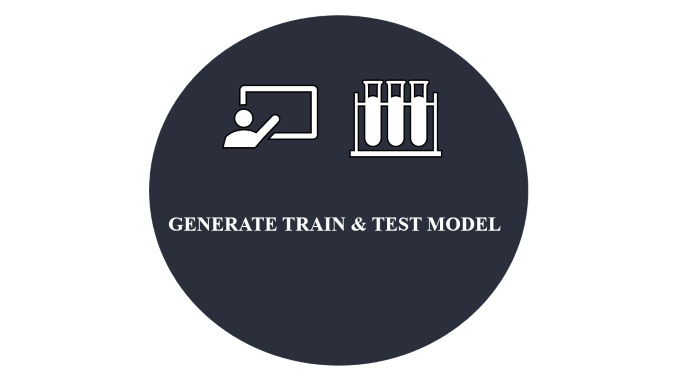 GENERATE TRAIN & TEST MODEL